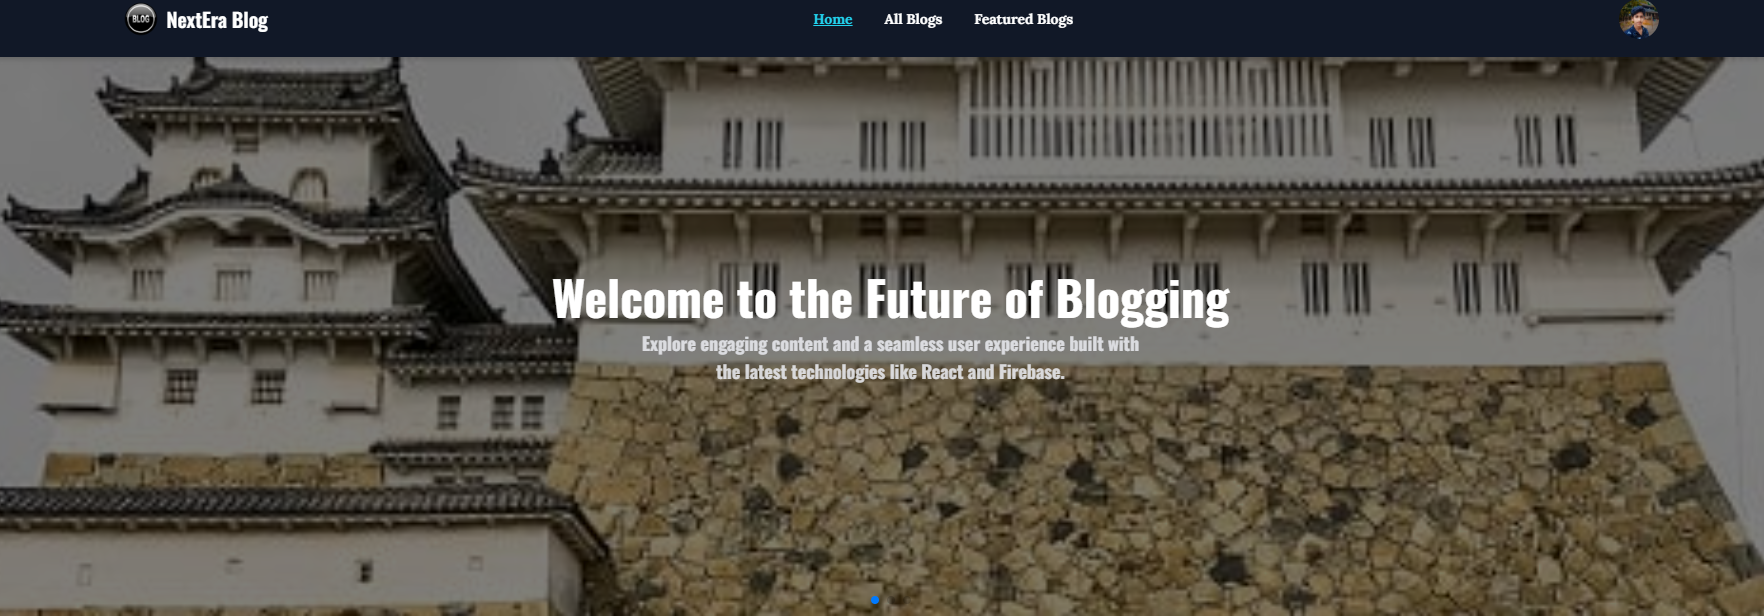 BLOG
NextEra Blog
Home
All Blogs
Featured Blogs
Welcome to the Future of Blogging
Explore engaging content and a seamless user experience built with
the latest technologies like React and Firebase.